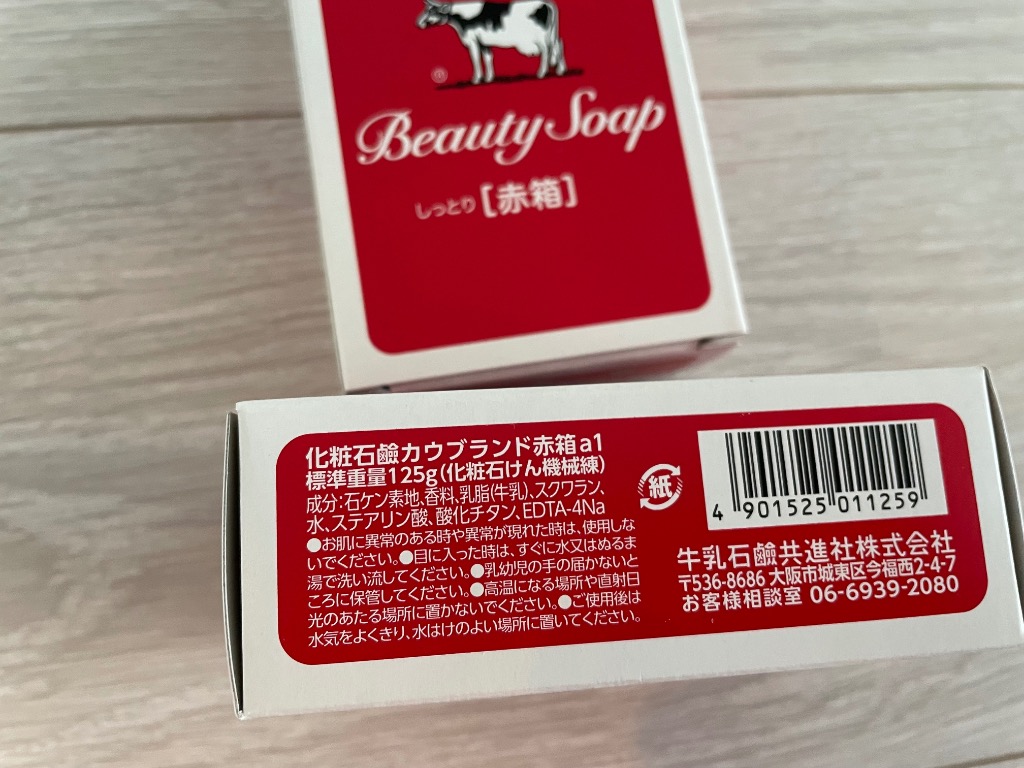 Beauty Soap
しっとり [赤箱]
化粧石鹼カウブランド赤箱a1
標準重量125g(化粧石けん機械練)
成分:石ケン素地、香料、乳脂(牛乳)、スクワラン、
水、ステアリン酸、酸化チタン、EDTA-4Na
●お肌に異常のある時や異常が現れた時は、使用しな
いでください。●目に入った時は、すぐに水又はぬるま
湯で洗い流してください。●乳幼児の手の届かないと
ころに保管してください。●高温になる場所や直射日
光のあたる場所に置かないでください。●ご使用後は
水気をよくきり、水はけのよい場所に置いてください。
紙
4 901525 011259
牛乳石鹼共進社株式会社
〒536-8686 大阪市城東区今福西2-4-7
お客様相談室 06-6939-2080